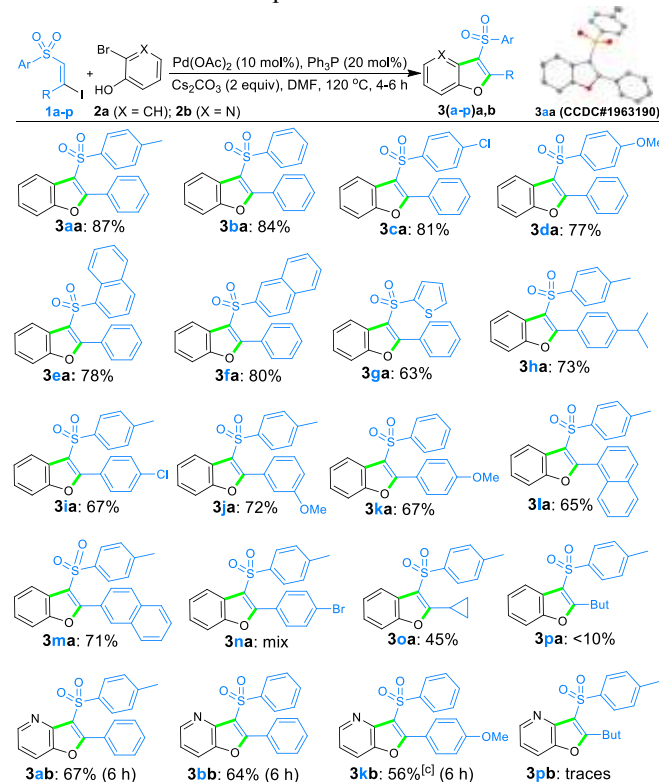 O O
S
Ar
R
I
1a-p
+
2-Br
X
HO
2a (X = CH); 2b (X = N)
Pd(OAc)2 (10 mol%), Ph3P (20 mol%)
Cs2CO3 (2 equiv), DMF, 120 ºC, 4-6 h
O O
S
Ar
X
O
R
3(a-p)a,b
3aa (CCDC#1963190)
O O S O
3aa: 87%
O O S O
3ba: 84%
O O S Cl O
3ca: 81%
O O S OMe O
3da: 77%
O O S O
3ea: 78%
O O S O
3fa: 80%
O O S S O
3ga: 63%
O O S O
3ha: 73%
O O S Cl O
3ia: 67%
O O S O OMe
3ja: 72%
O O S O OMe
3ka: 67%
O O S O
3la: 65%
O O S O
3ma: 71%
O O S O Br
3na: mix
O O S O
3oa: 45%
O O S O But
3pa: <10%
N O O S O
3ab: 67% (6 h)
N O O S O
3bb: 64% (6 h)
N O O S O OMe
3kb: 56%[c] (6 h)
N O O S O But
3pb: traces